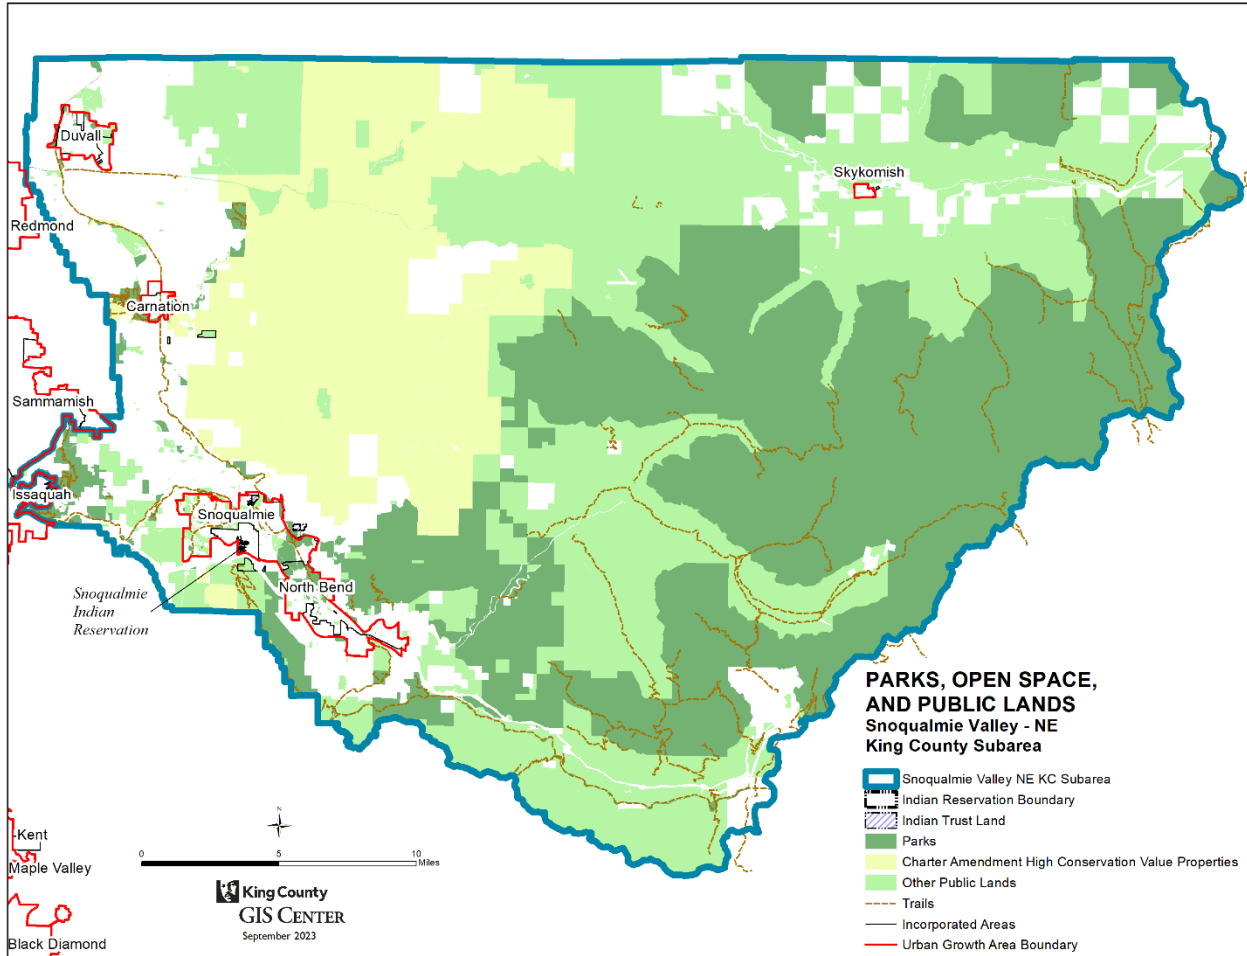 Duvall
Skykomish
Redmond
Carnation
Sammamish
Issaquah
Snoqualmie
Snoqualmie
Indian
Reservation
North Bend
PARKS, OPEN SPACE,
AND PUBLIC LANDS
Snoqualmie Valley - NE
King County Subarea
Snoqualmie Valley NE KC Subarea
Indian Reservation Boundary
Indian Trust Land
Parks
Charter Amendment High Conservation Value Properties
Other Public Lands
Trails
Incorporated Areas
Urban Growth Area Boundary
N
0 5 10
Miles
Kent
Maple Valley
Black Diamond
King County
GIS CENTER
September 2023